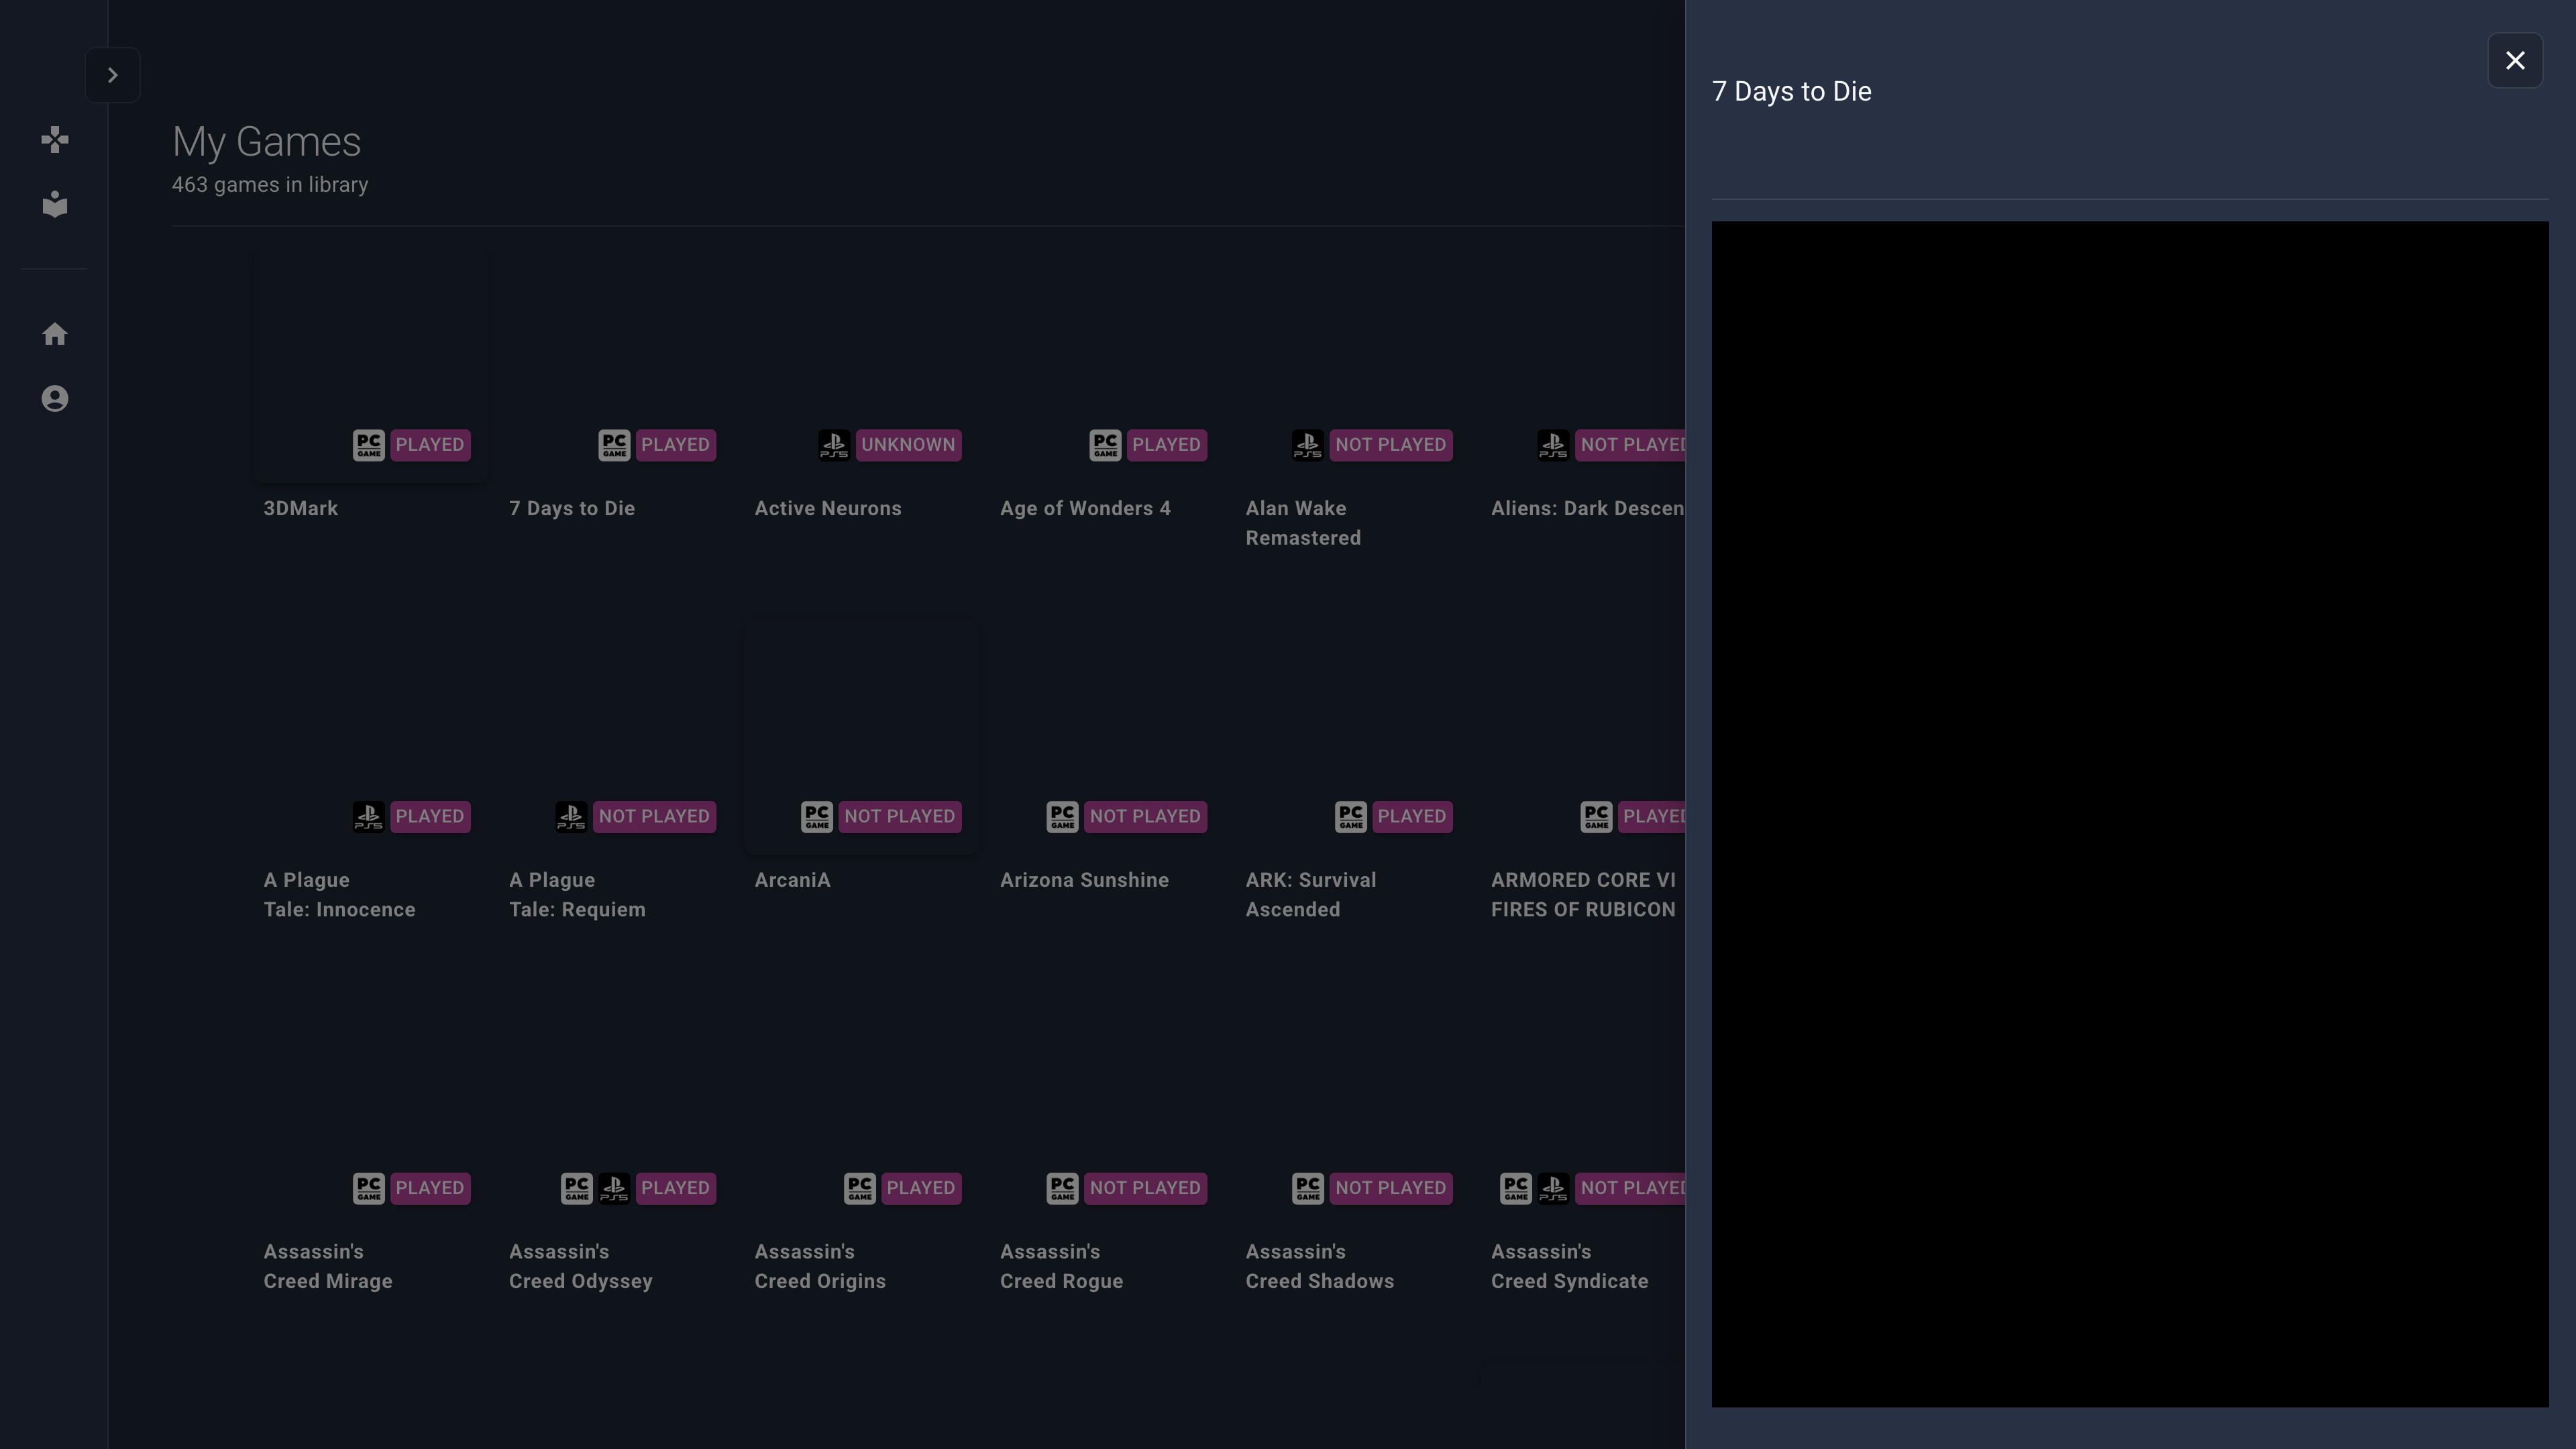 7 Days to Die
My Games
463 games in library
PC GAME PLAYED
PC GAME PLAYED
PS5 UNKNOWN
PC GAME PLAYED
PS5 NOT PLAYED
PS5 NOT PLAYED
3DMark
7 Days to Die
Active Neurons
Age of Wonders 4
Alan Wake
Remastered
Aliens: Dark Descen
PS5 PLAYED
PS5 NOT PLAYED
PC GAME NOT PLAYED
PC GAME NOT PLAYED
PC GAME PLAYED
PC GAME PLAYED
A Plague
Tale: Innocence
A Plague
Tale: Requiem
ArcaniA
Arizona Sunshine
ARK: Survival
Ascended
ARMORED CORE VI
FIRES OF RUBICON
PC GAME PLAYED
PC GAME PS5 PLAYED
PC GAME PLAYED
PC GAME NOT PLAYED
PC GAME NOT PLAYED
PC GAME PS5 NOT PLAYED
Assassin's
Creed Mirage
Assassin's
Creed Odyssey
Assassin's
Creed Origins
Assassin's
Creed Rogue
Assassin's
Creed Shadows
Assassin's
Creed Syndicate